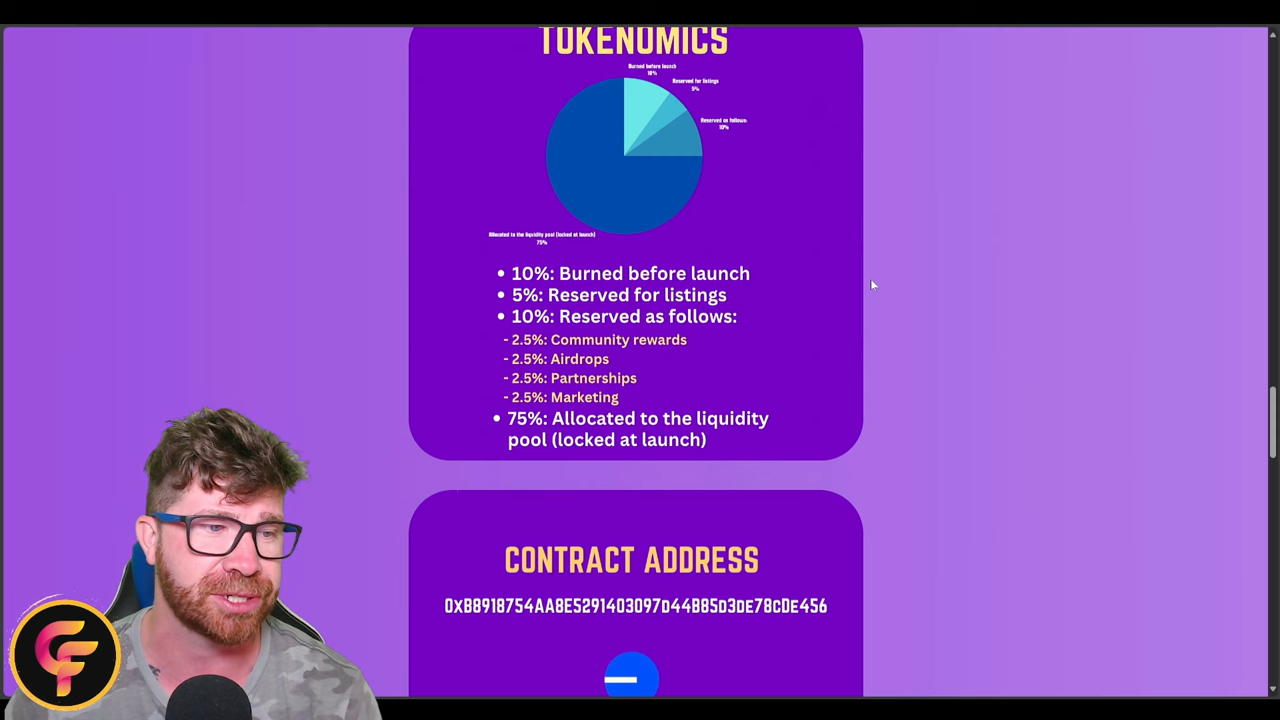 TOKENOMICS
Burned before launch
10%
Reserved for listings
5%
Reserved as follows:
10%
Allocated to the liquidity pool (locked at launch)
75%
• 10%: Burned before launch
• 5%: Reserved for listings
• 10%: Reserved as follows:
- 2.5%: Community rewards
- 2.5%: Airdrops
- 2.5%: Partnerships
- 2.5%: Marketing
• 75%: Allocated to the liquidity
pool (locked at launch)
CONTRACT ADDRESS
0xB8918754AA8E5291403097D44B85D3DE78CDE456